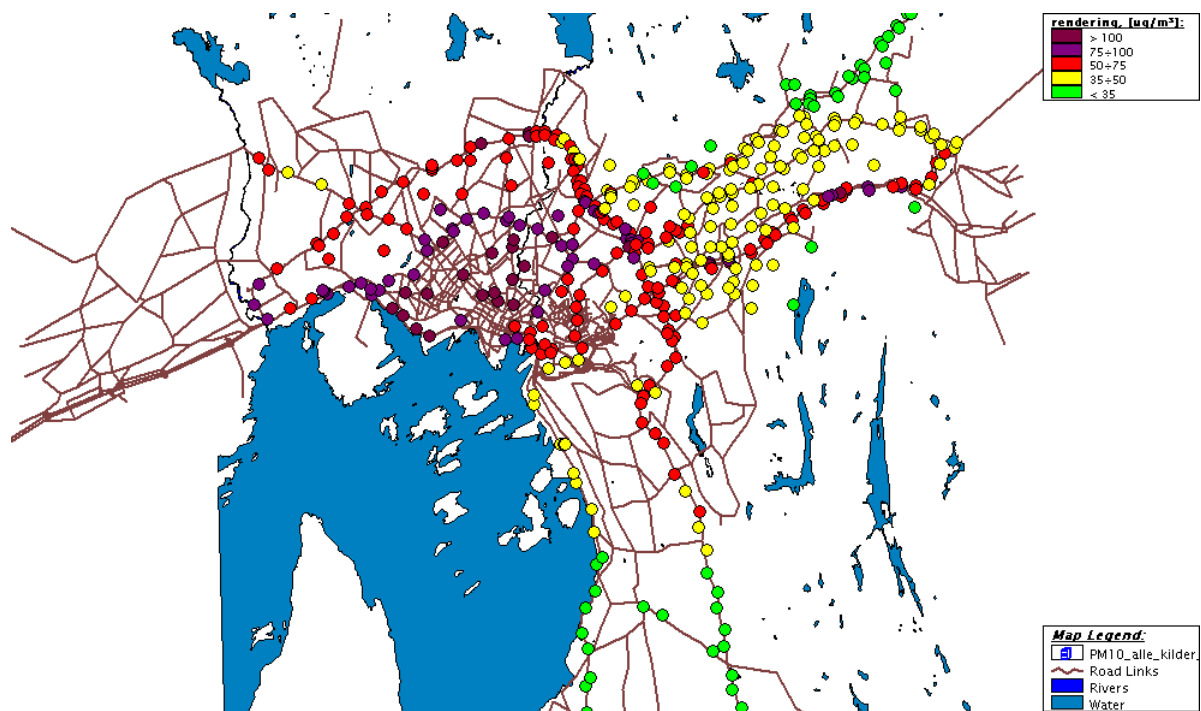 rendering, [ug/m³]:
> 100
75÷100
50÷75
35÷50
< 35
Map Legend:
PM10_alle_kilder_
Road Links
Rivers
Water